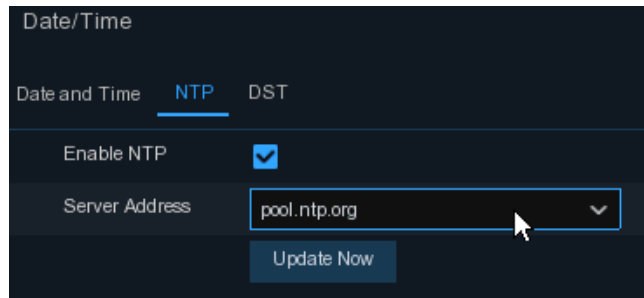 Date/Time
Date and Time NTP DST
Enable NTP
Server Address pool.ntp.org
Update Now